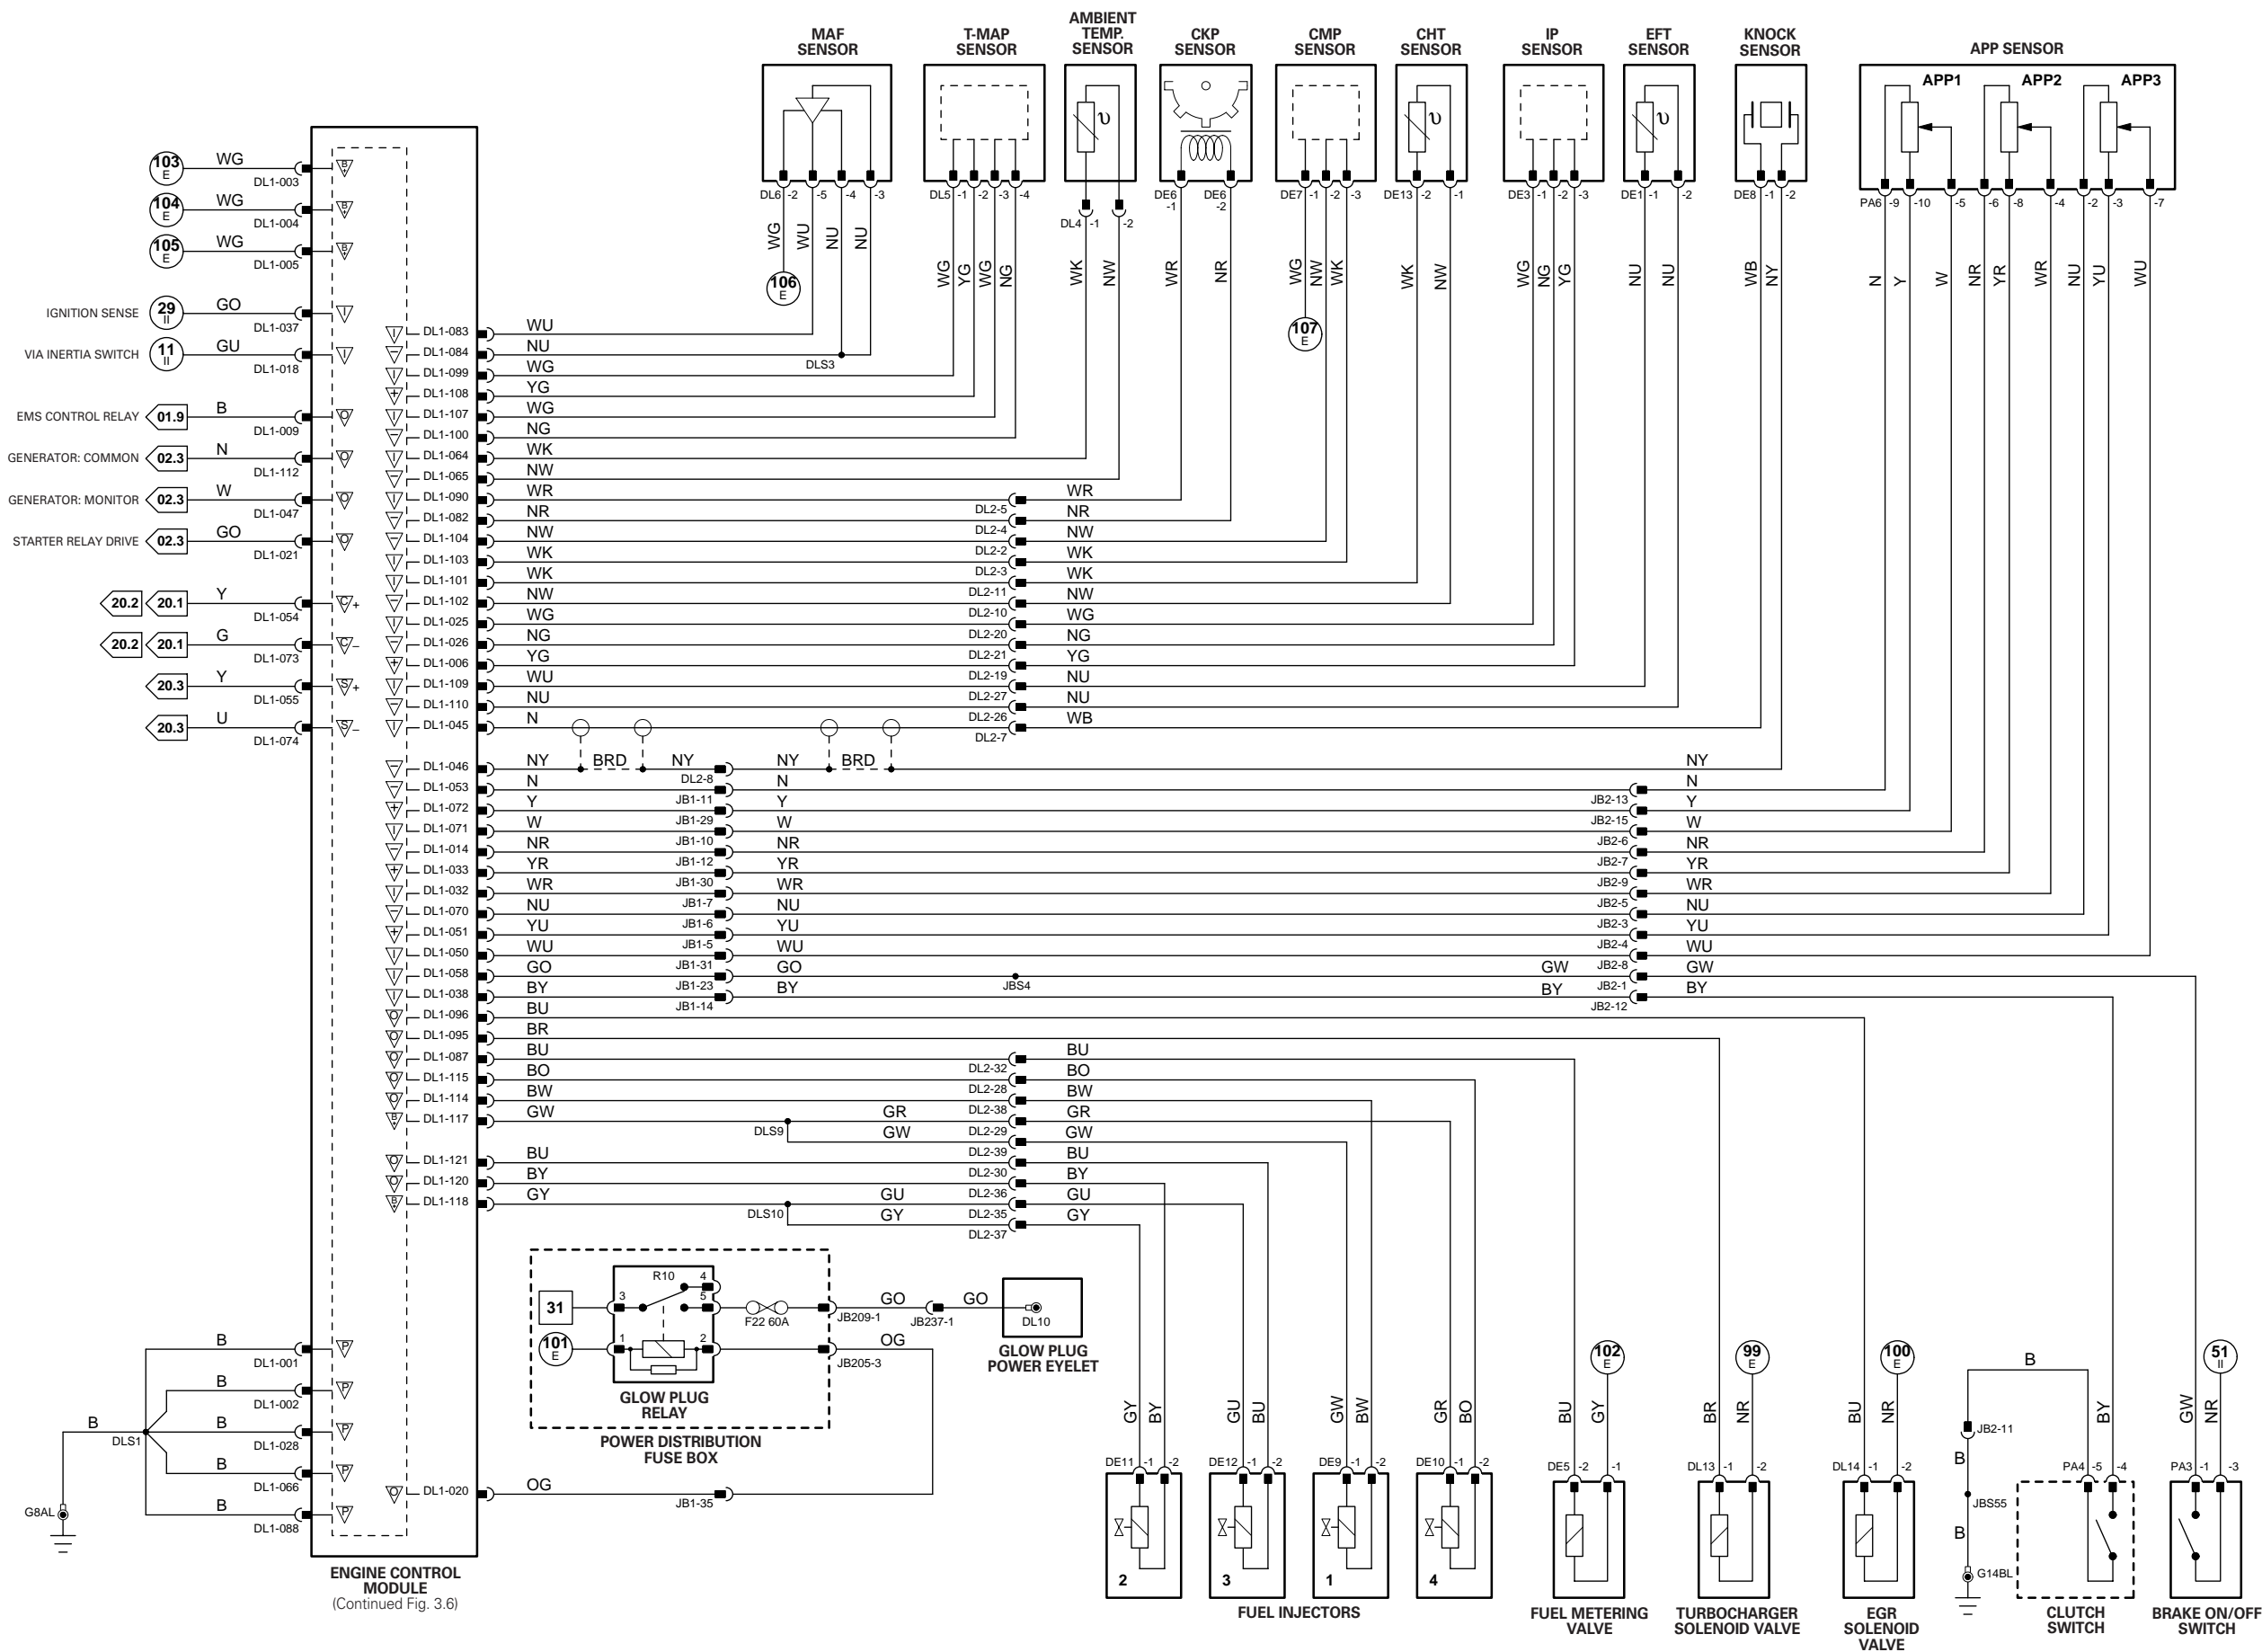 MAF
SENSOR
T-MAP
SENSOR
AMBIENT
TEMP.
SENSOR
CKP
SENSOR
CMP
SENSOR
CHT
SENSOR
IP
SENSOR
EFT
SENSOR
KNOCK
SENSOR
APP SENSOR
APP1 APP2 APP3
DL6 -2 -5 -4 -3
DL5 -1 -2 -3 -4
DL4 -1 -2
DE6 -1
DE6 -2
DE7 -1 -2 -3
DE13 -2 -1
DE3 -1 -2 -3
DE1 -1 -2
DE8 -1 -2
PA6 -9 -10 -5 -6 -8 -4 -2 -3 -7
WG WU NU NU
WG YG WG NG
WK NW
WR NR
WG NW WK
WK NW
WG NG YG
NU NU
WB NY
N Y W NR YR WR NU YU WU
106 E
107 E
103 E WG DL1-003 B+
104 E WG DL1-004 B+
105 E WG DL1-005 B+
IGNITION SENSE 29 II GO DL1-037 I
VIA INERTIA SWITCH 11 II GU DL1-018 I
EMS CONTROL RELAY 01.9 B DL1-009 O
GENERATOR: COMMON 02.3 N DL1-112 O
GENERATOR: MONITOR 02.3 W DL1-047 O
STARTER RELAY DRIVE 02.3 GO DL1-021 O
20.2 20.1 Y DL1-054 C +
20.2 20.1 G DL1-073 C –
20.3 Y DL1-055 S +
20.3 U DL1-074 S –
I DL1-083 WU
– DL1-084 NU DLS3
I DL1-099 WG
+ DL1-108 YG
I DL1-107 WG
– DL1-100 NG
I DL1-064 WK
– DL1-065 NW
I DL1-090 WR DL2-5 WR
– DL1-082 NR DL2-4 NR
– DL1-104 NW DL2-2 NW
I DL1-103 WK DL2-3 WK
I DL1-101 WK DL2-11 WK
– DL1-102 NW DL2-10 NW
I DL1-025 WG DL2-20 WG
– DL1-026 NG DL2-21 NG
+ DL1-006 YG DL2-19 YG
I DL1-109 WU DL2-27 NU
– DL1-110 NU DL2-26 NU
I DL1-045 N DL2-7 WB
– DL1-046 NY BRD NY DL2-8 NY BRD NY
– DL1-053 N JB1-11 N JB2-13 N
+ DL1-072 Y JB1-29 Y JB2-15 Y
I DL1-071 W JB1-10 W JB2-6 W
– DL1-014 NR JB1-12 NR JB2-7 NR
+ DL1-033 YR JB1-30 YR JB2-9 YR
I DL1-032 WR JB1-7 WR JB2-5 WR
– DL1-070 NU JB1-6 NU JB2-3 NU
+ DL1-051 YU JB1-5 YU JB2-4 YU
I DL1-050 WU JB1-31 WU JB2-8 WU
I DL1-058 GO JB1-23 GO JBS4 GW JB2-1 GW
I DL1-038 BY JB1-14 BY BY JB2-12 BY
O DL1-096 BU
O DL1-095 BR
O DL1-087 BU DL2-32 BU
O DL1-115 BO DL2-28 BO
O DL1-114 BW DL2-38 BW
B+ DL1-117 GW DLS9 GR DL2-29 GR
GW DL2-39 GW
O DL1-121 BU DL2-30 BU
O DL1-120 BY DL2-36 BY
B+ DL1-118 GY DLS10 GU DL2-35 GU
GY DL2-37 GY
31 3 R10 4 5 F22 60A JB209-1 GO JB237-1 GO DL10
101 E 1 2 JB205-3 OG
GLOW PLUG
RELAY
GLOW PLUG
POWER EYELET
POWER DISTRIBUTION
FUSE BOX
O DL1-020 OG JB1-35
B DL1-001 P
B DL1-002 P
B DLS1 B DL1-028 P
B DL1-066 P
B DL1-088 P
G8AL
ENGINE CONTROL
MODULE
(Continued Fig. 3.6)
GY BY
GU BU
GW BW
GR BO
BU GY 102 E
BR NR 99 E
BU NR 100 E
B BY
GW NR 51 II
DE11 -1 -2
DE12 -1 -2
DE9 -1 -2
DE10 -1 -2
DE5 -2 -1
DL13 -1 -2
DL14 -1 -2
JB2-11
B
JBS55
B
G14BL
PA4 -5 -4
PA3 -1 -3
2 3 1 4
FUEL INJECTORS
FUEL METERING
VALVE
TURBOCHARGER
SOLENOID VALVE
EGR
SOLENOID
VALVE
CLUTCH
SWITCH
BRAKE ON/OFF
SWITCH